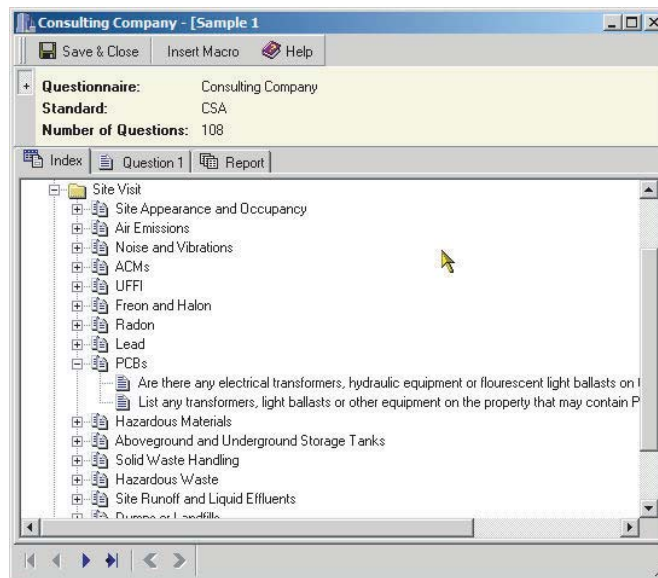 Consulting Company - [Sample 1
Save & Close Insert Macro Help
Questionnaire: Consulting Company
Standard: CSA
Number of Questions: 108
Index Question 1 Report
Site Visit
Site Appearance and Occupancy
Air Emissions
Noise and Vibrations
ACMs
UFFI
Freon and Halon
Radon
Lead
PCBs
Are there any electrical transformers, hydraulic equipment or flourescent light ballasts on
List any transformers, light ballasts or other equipment on the property that may contain P
Hazardous Materials
Aboveground and Underground Storage Tanks
Solid Waste Handling
Hazardous Waste
Site Runoff and Liquid Effluents
Dumps or Landfills